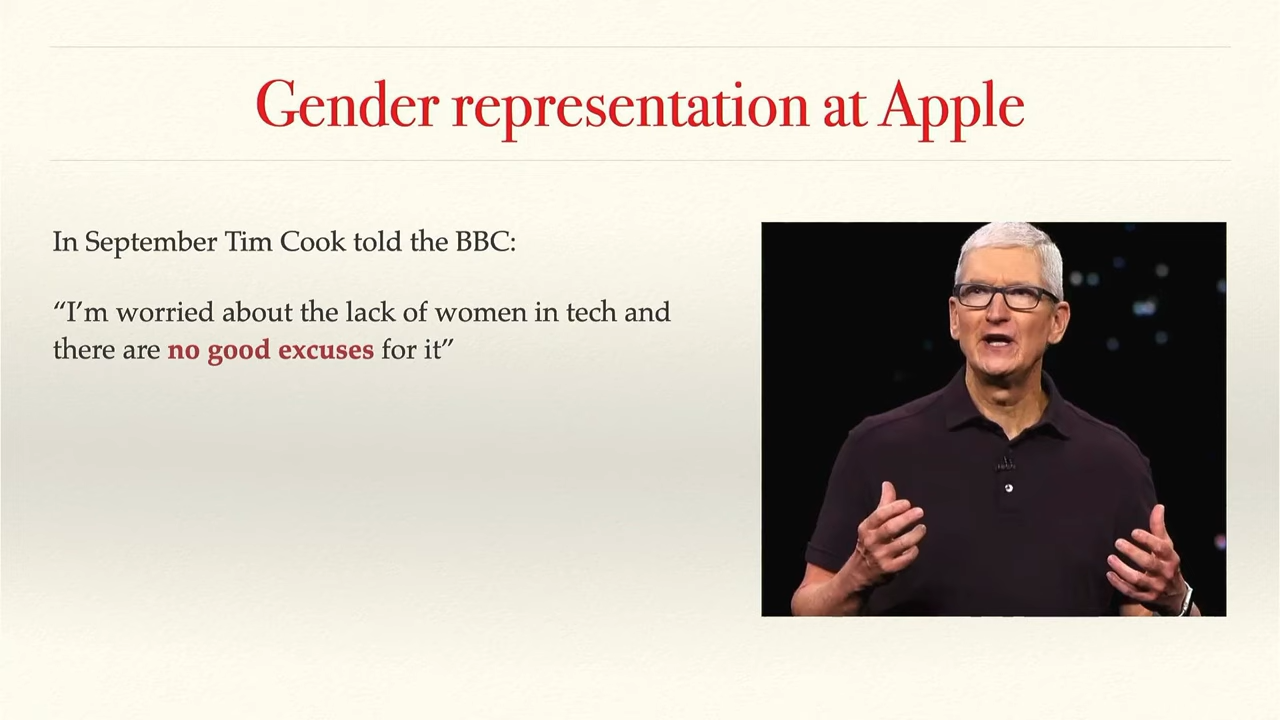 Gender representation at Apple
In September Tim Cook told the BBC:
“I’m worried about the lack of women in tech and
there are no good excuses for it”